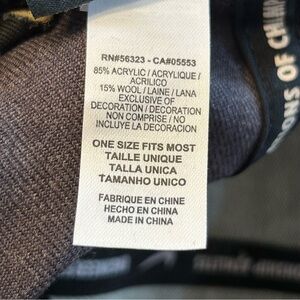 RN#56323 - CA#05553
85% ACRYLIC / ACRYLIQUE /
ACRILICO
15% WOOL / LAINE / LANA
EXCLUSIVE OF
DECORATION / DECORATION
NON COMPRISE / NO
INCLUYE LA DECORACION
ONE SIZE FITS MOST
TAILLE UNIQUE
TALLA UNICA
TAMANHO UNICO
FABRIQUE EN CHINE
HECHO EN CHINA
MADE IN CHINA
OF